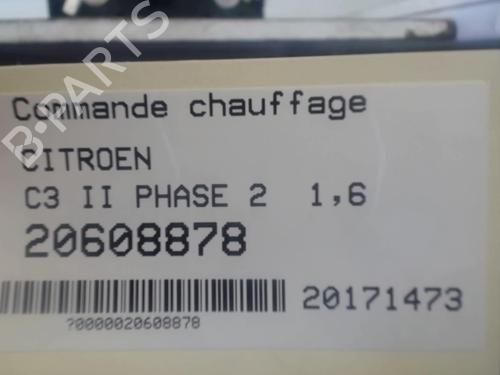 Commande chauffage
CITROEN
C3 II PHASE 2 1,6
20608878
20171473
?0000020608878
B-PARTS